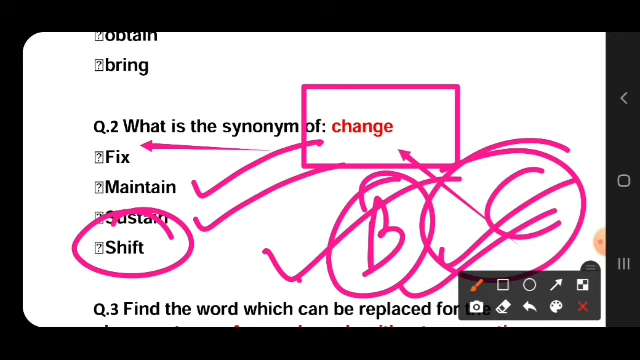 obtain
bring
Q.2 What is the synonym of: change
Fix
Maintain
Sustain
Shift
B
Q.3 Find the word which can be replaced for the